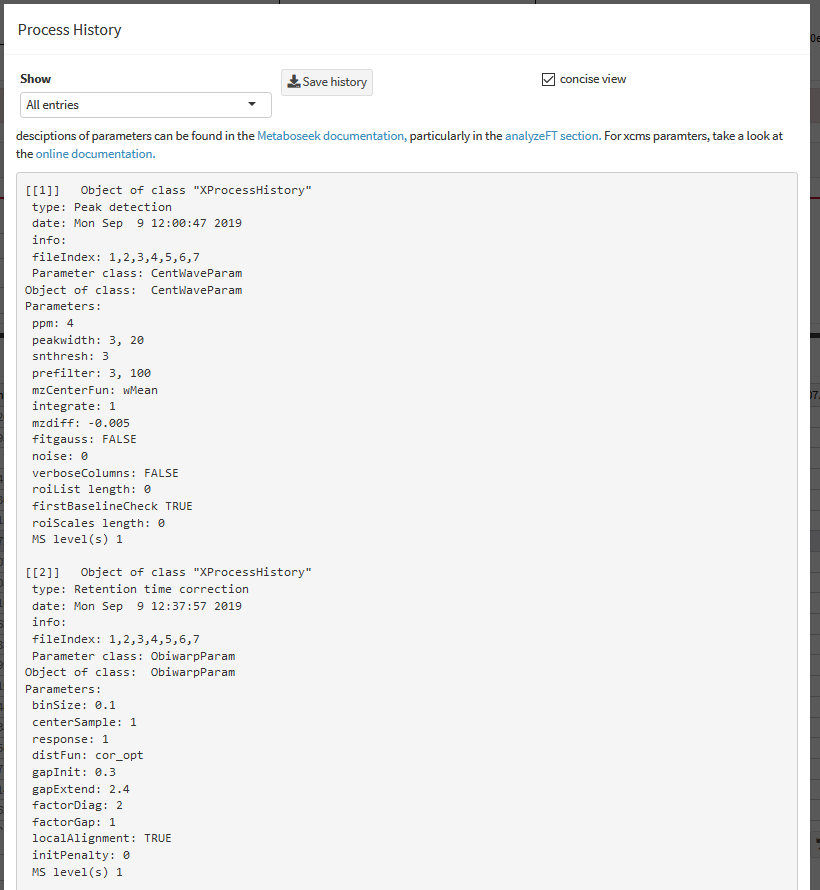 Process History
Show
All entries
Save history
concise view
desciptions of parameters can be found in the Metaboseek documentation, particularly in the analyzeFT section. For xcms paramters, take a look at
the online documentation.
[[1]]   Object of class "XProcessHistory"
 type: Peak detection
 date: Mon Sep  9 12:00:47 2019
 info:
 fileIndex: 1,2,3,4,5,6,7
 Parameter class: CentWaveParam
Object of class:  CentWaveParam
Parameters:
 ppm: 4
 peakwidth: 3, 20
 snthresh: 3
 prefilter: 3, 100
 mzCenterFun: wMean
 integrate: 1
 mzdiff: -0.005
 fitgauss: FALSE
 noise: 0
 verboseColumns: FALSE
 roiList length: 0
 firstBaselineCheck TRUE
 roiScales length: 0
 MS level(s) 1
[[2]]   Object of class "XProcessHistory"
 type: Retention time correction
 date: Mon Sep  9 12:37:57 2019
 info:
 fileIndex: 1,2,3,4,5,6,7
 Parameter class: ObiwarpParam
Object of class:  ObiwarpParam
Parameters:
 binSize: 0.1
 centerSample: 1
 response: 1
 distFun: cor_opt
 gapInit: 0.3
 gapExtend: 2.4
 factorDiag: 2
 factorGap: 1
 localAlignment: TRUE
 initPenalty: 0
 MS level(s) 1